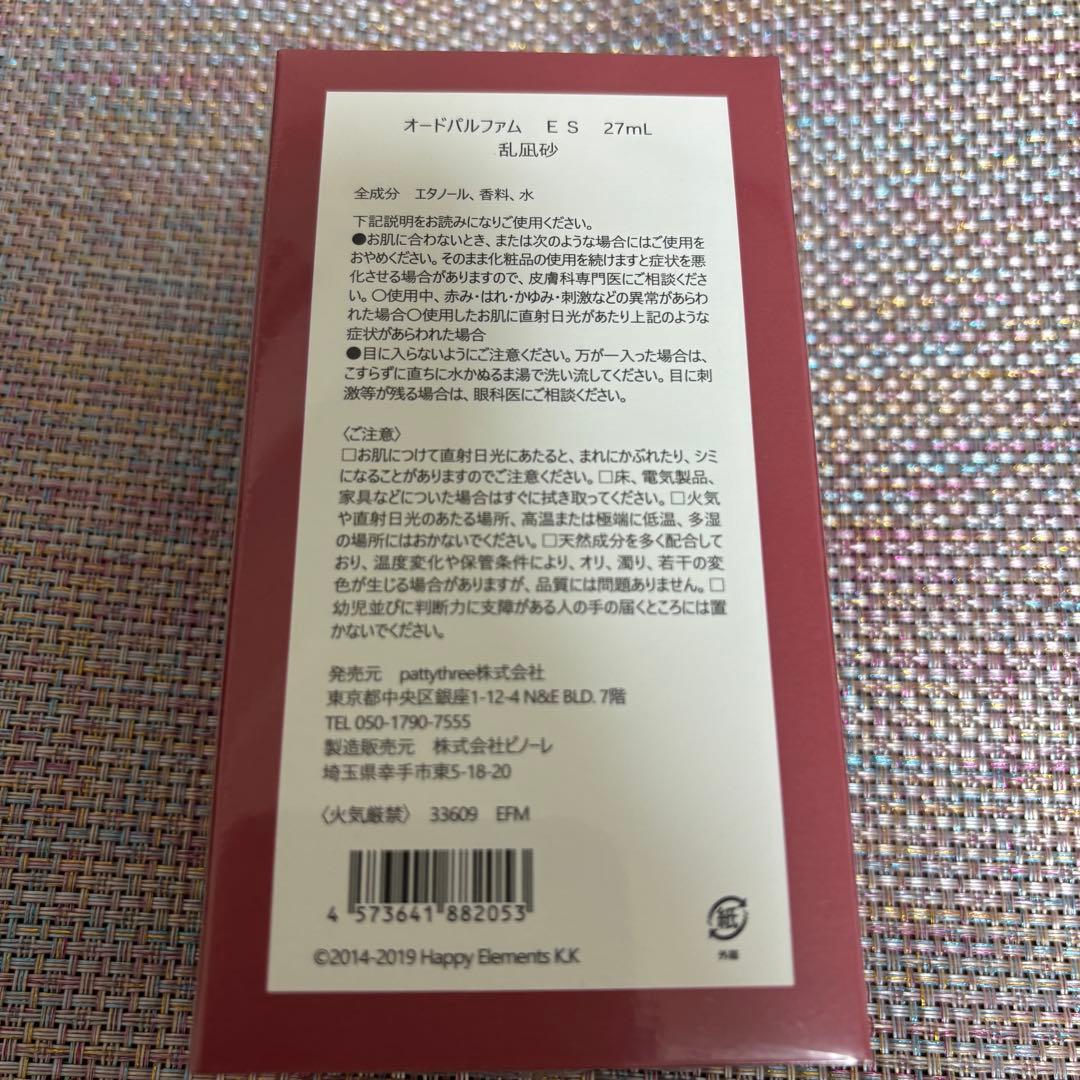 オードパルファム　ＥＳ　27mL
乱凪砂
全成分　エタノール、香料、水
下記説明をお読みになりご使用ください。
●お肌に合わないとき、または次のような場合にはご使用を
おやめください。そのまま化粧品の使用を続けますと症状を悪
化させる場合がありますので、皮膚科専門医にご相談くださ
い。〇使用中、赤み・はれ・かゆみ・刺激などの異常があらわ
れた場合〇使用したお肌に直射日光があたり上記のような
症状があらわれた場合
●目に入らないようにご注意ください。万が一入った場合は、
こすらずに直ちに水かぬるま湯で洗い流してください。目に刺
激等が残る場合は、眼科医にご相談ください。
〈ご注意〉
□お肌につけて直射日光にあたると、まれにかぶれたり、シミ
になることがありますのでご注意ください。□床、電気製品、
家具などについた場合はすぐに拭き取ってください。□火気
や直射日光のあたる場所、高温または極端に低温、多湿
の場所にはおかないでください。□天然成分を多く配合して
おり、温度変化や保管条件により、オリ、濁り、若干の変
色が生じる場合がありますが、品質には問題ありません。□
幼児並びに判断力に支障がある人の手の届くところには置
かないでください。
発売元　pattythree株式会社
東京都中央区銀座1-12-4 N&E BLD. 7階
TEL 050-1790-7555
製造販売元　株式会社ピノーレ
埼玉県幸手市東5-18-20
〈火気厳禁〉　33609　EFM
4 573641 882053
©2014-2019 Happy Elements K.K
紙
外箱